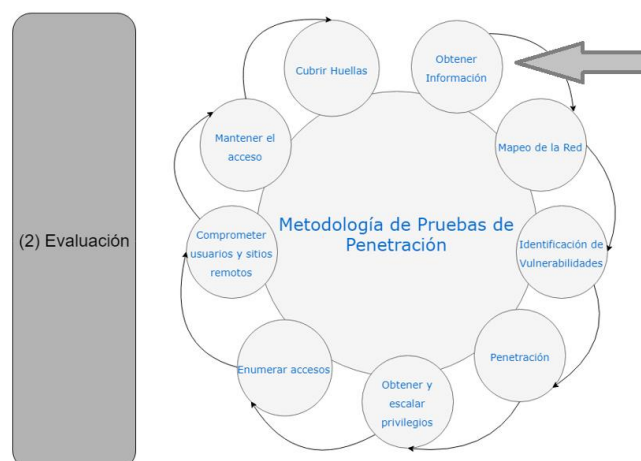 (2) Evaluación
Metodología de Pruebas de
Penetración
Obtener
Información
Mapeo de la Red
Identificación de
Vulnerabilidades
Penetración
Obtener y
escalar
privilegios
Enumerar accesos
Comprometer
usuarios y sitios
remotos
Mantener el
acceso
Cubrir Huellas